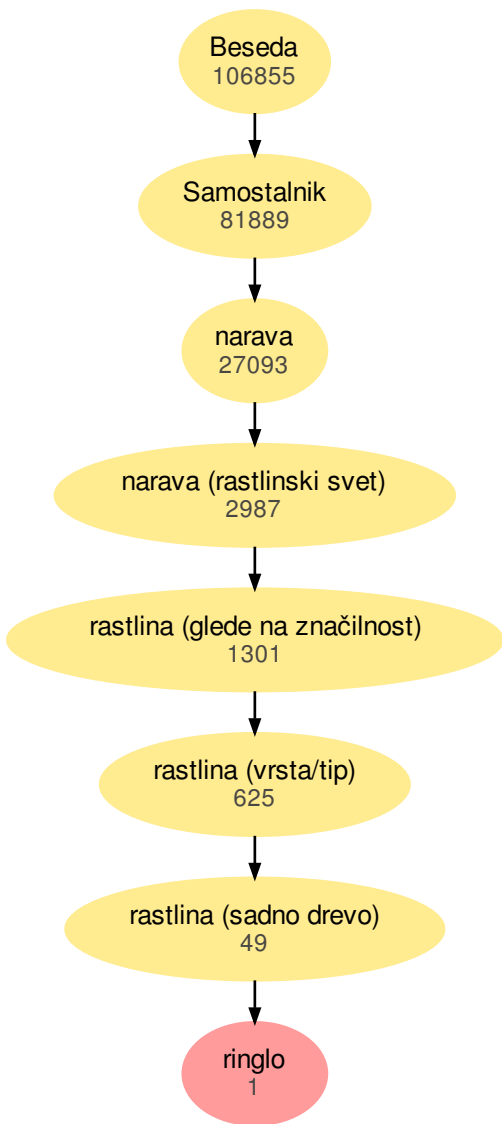 Beseda
106855
Samostalnik
81889
narava
27093
narava (rastlinski svet)
2987
rastlina (glede na značilnost)
1301
rastlina (vrsta/tip)
625
rastlina (sadno drevo)
49
ringlo
1